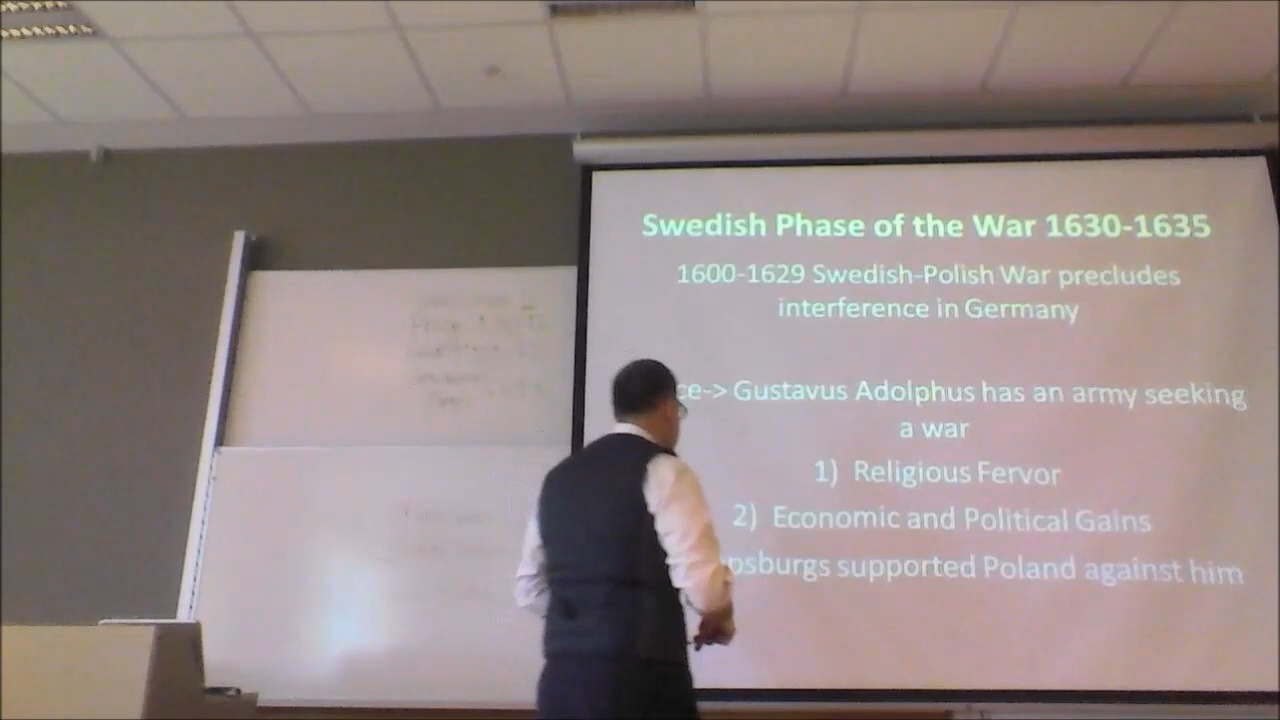 Swedish Phase of the War 1630-1635
1600-1629 Swedish-Polish War precludes
interference in Germany
ce-> Gustavus Adolphus has an army seeking
a war
1) Religious Fervor
2) Economic and Political Gains
psburgs supported Poland against him